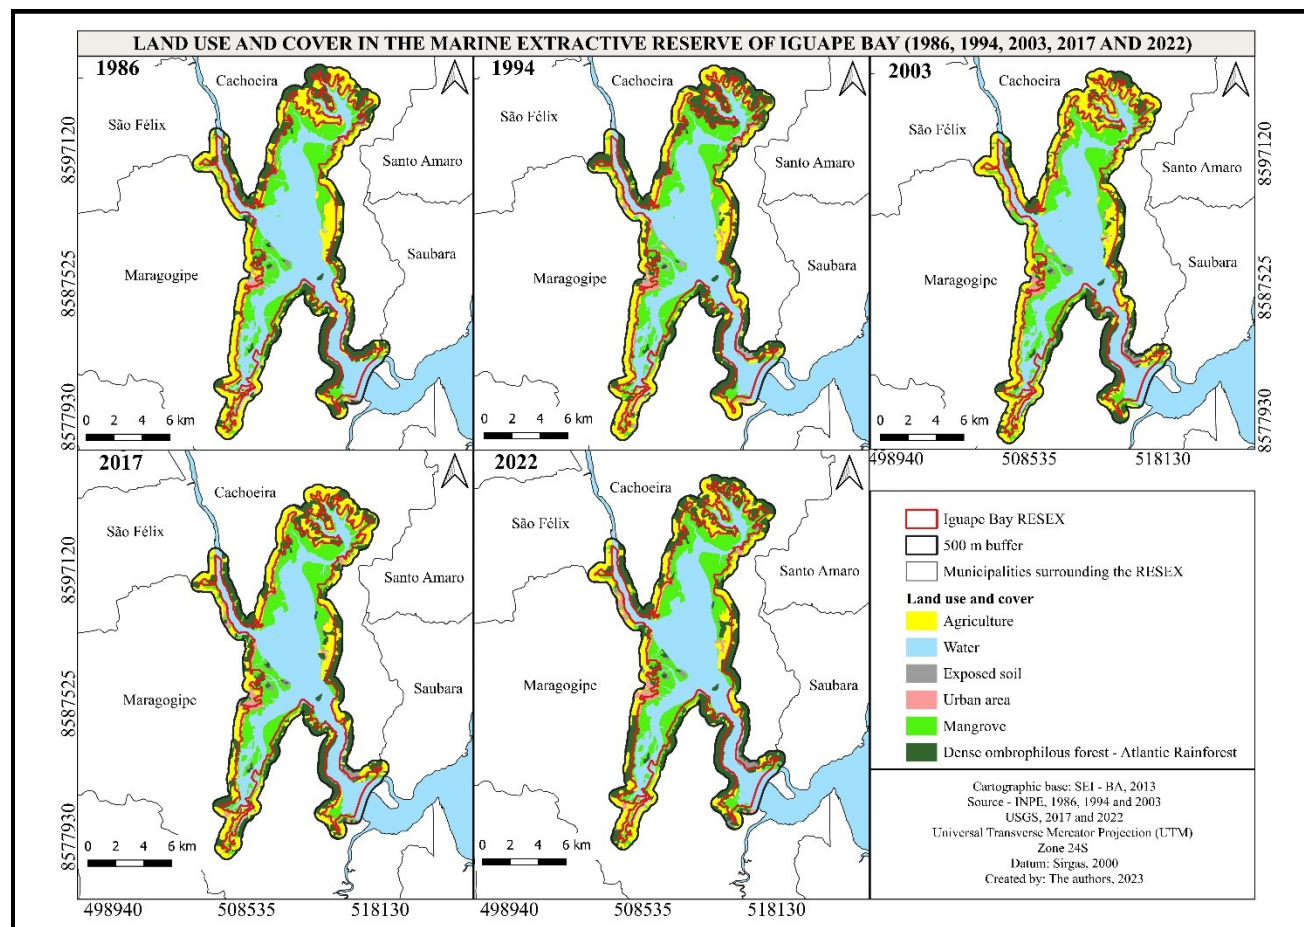 LAND USE AND COVER IN THE MARINE EXTRACTIVE RESERVE OF IGUAPE BAY (1986, 1994, 2003, 2017 AND 2022)
1986
Cachoeira
São Félix
Santo Amaro
Saubara
Maragogipe
8597120
8587525
8577930
0 2 4 6 km
1994
Cachoeira
São Félix
Santo Amaro
Saubara
Maragogipe
0 2 4 6 km
2003
Cachoeira
São Félix
Santo Amaro
Saubara
Maragogipe
8597120
8587525
8577930
0 2 4 6 km
498940 508535 518130
2017
Cachoeira
São Félix
Santo Amaro
Saubara
Maragogipe
8597120
8587525
8577930
0 2 4 6 km
498940 508535 518130
2022
Cachoeira
São Félix
Santo Amaro
Saubara
Maragogipe
0 2 4 6 km
498940 508535 518130
Iguape Bay RESEX
500 m buffer
Municipalities surrounding the RESEX
Land use and cover
Agriculture
Water
Exposed soil
Urban area
Mangrove
Dense ombrophilous forest - Atlantic Rainforest
Cartographic base: SEI - BA, 2013
Source - INPE, 1986, 1994 and 2003
USGS, 2017 and 2022
Universal Transverse Mercator Projection (UTM)
Zone 24S
Datum: Sirgas, 2000
Created by: The authors, 2023